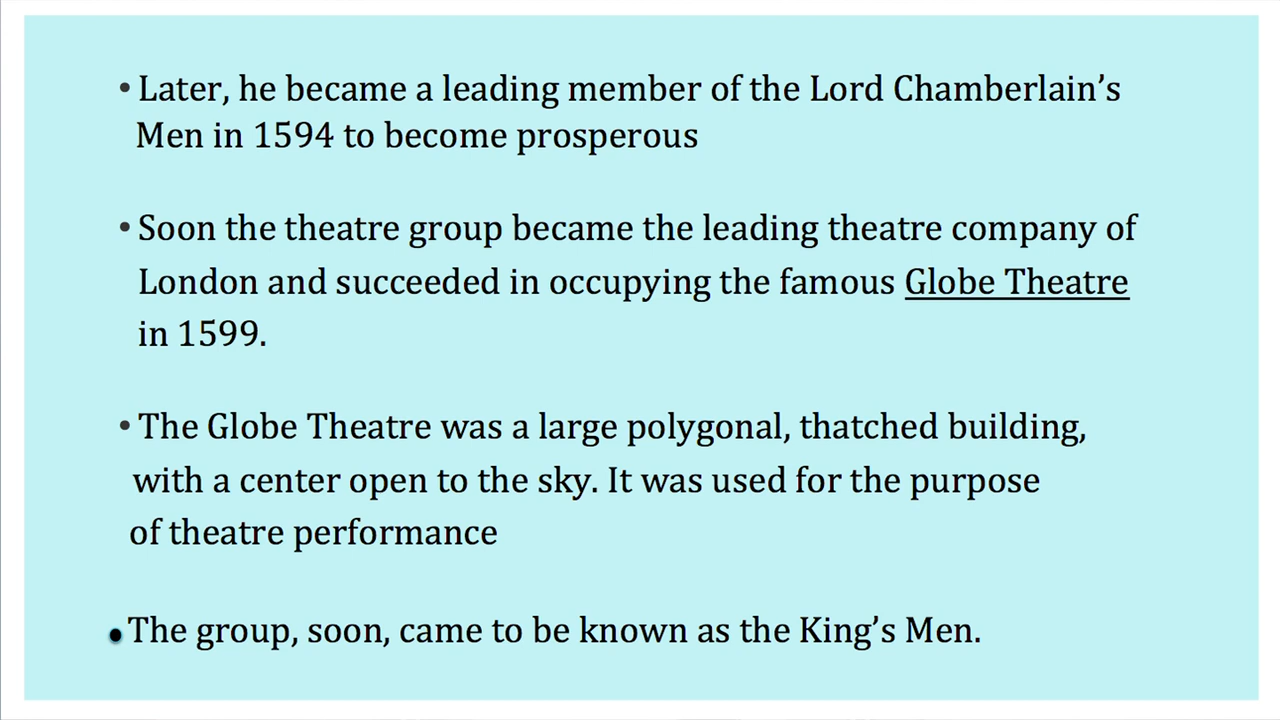 • Later, he became a leading member of the Lord Chamberlain’s
Men in 1594 to become prosperous
• Soon the theatre group became the leading theatre company of
London and succeeded in occupying the famous Globe Theatre
in 1599.
• The Globe Theatre was a large polygonal, thatched building,
with a center open to the sky. It was used for the purpose
of theatre performance
• The group, soon, came to be known as the King’s Men.